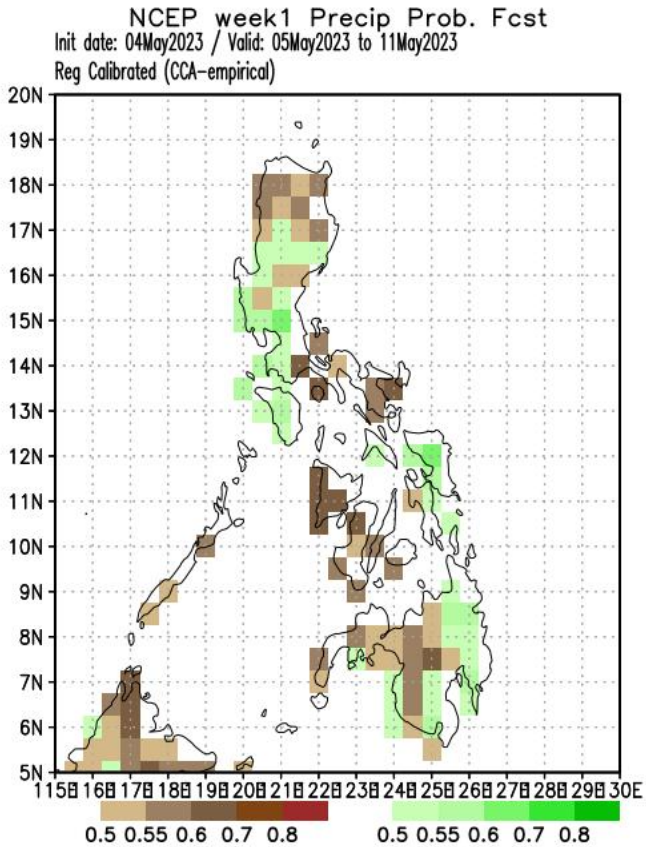 NCEP week1 Precip Prob. Fcst
Init date: 04May2023 / Valid: 05May2023 to 11May2023
Reg Calibrated (CCA-empirical)
20N
19N
18N
17N
16N
15N
14N
13N
12N
11N
10N
9N
8N
7N
6N
5N
115E 116E 117E 118E 119E 120E 121E 122E 123E 124E 125E 126E 127E 128E 129E 130E
0.5 0.55 0.6 0.7 0.8 0.5 0.55 0.6 0.7 0.8